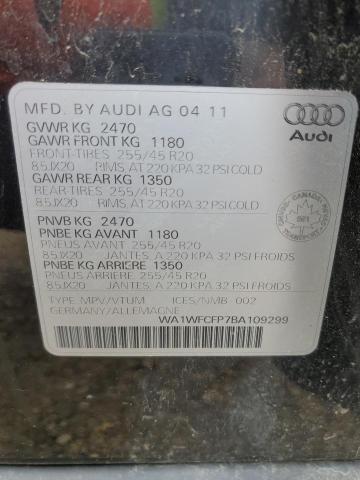 MFD. BY AUDI AG 04 11
GVWR KG 2470
GAWR FRONT KG 1180
FRONT-TIRES 255/45 R20
8.5JX20 RIMS AT 220 KPA 32 PSI COLD
GAWR REAR KG 1350
REAR TIRES 255/45 R20
8.5JX20 RIMS AT 220 KPA 32 PSI COLD
PNVB KG 2470
PNBE KG AVANT 1180
PNEUS AVANT 255/45 R20
8.5JX20 JANTES A 220 KPA 32 PSI FROIDS
PNBE KG ARRIERE 1350
PNEUS ARRIERE 255/45 R20
8.5JX20 JANTES A 220 KPA 32 PSI FROIDS
TYPE MPV/VTUM ICES/NMB-002
GERMANY/ALLEMAGNE
WA1WFCFP7BA109299
Audi
CANADA
TRANSPORT